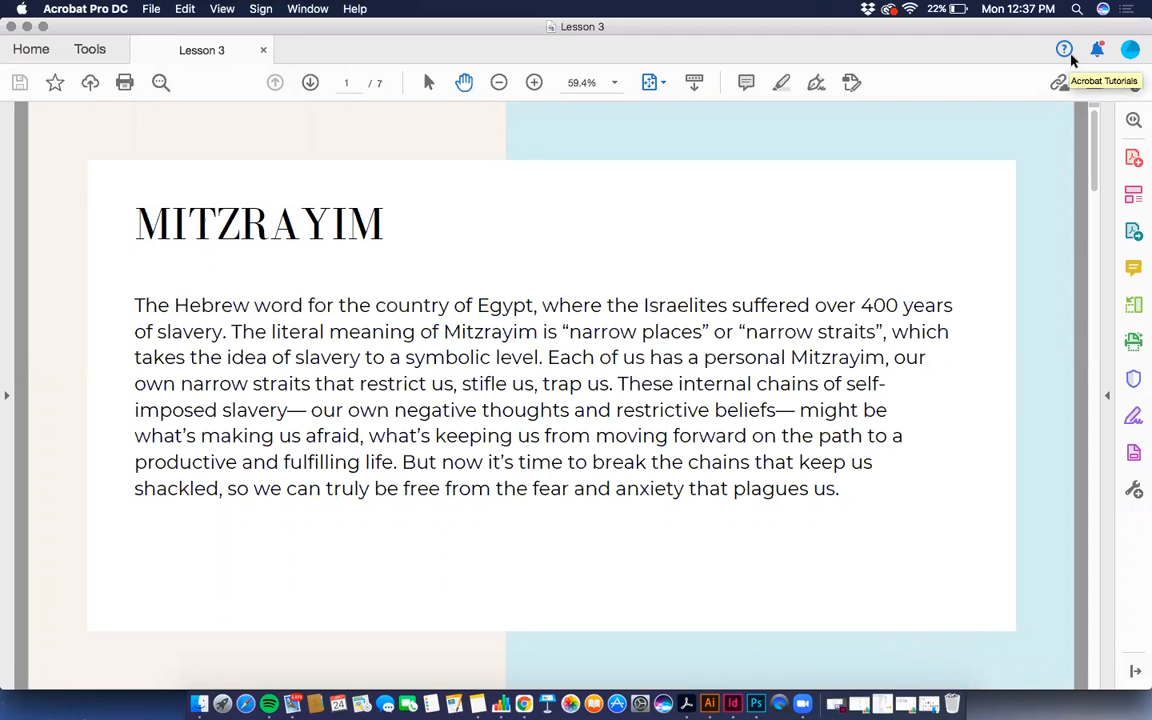 Acrobat Pro DC File Edit View Sign Window Help 22% Mon 12:37 PM
Lesson 3
Home Tools Lesson 3 ×
1 / 7 59.4%
Acrobat Tutorials
MITZRAYIM
The Hebrew word for the country of Egypt, where the Israelites suffered over 400 years
of slavery. The literal meaning of Mitzrayim is “narrow places” or “narrow straits”, which
takes the idea of slavery to a symbolic level. Each of us has a personal Mitzrayim, our
own narrow straits that restrict us, stifle us, trap us. These internal chains of self-
imposed slavery— our own negative thoughts and restrictive beliefs— might be
what’s making us afraid, what’s keeping us from moving forward on the path to a
productive and fulfilling life. But now it’s time to break the chains that keep us
shackled, so we can truly be free from the fear and anxiety that plagues us.
24 Ai Id Ps